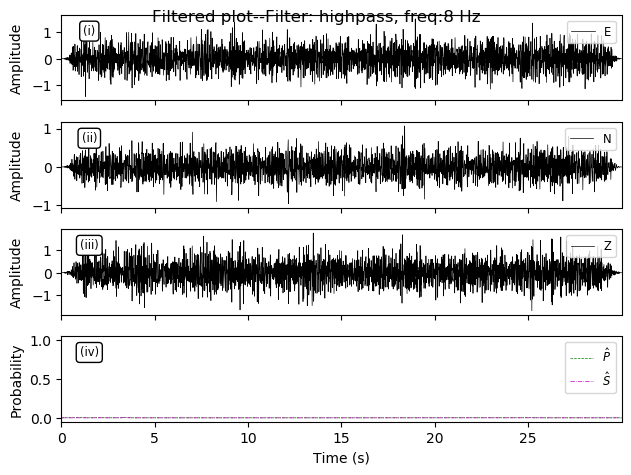 Filtered plot--Filter: highpass, freq:8 Hz
(i)
E
Amplitude
1
0
−1
(ii)
N
Amplitude
1
0
−1
(iii)
Z
Amplitude
1
0
−1
(iv)
P̂
Ŝ
Probability
1.0
0.5
0.0
0 5 10 15 20 25
Time (s)